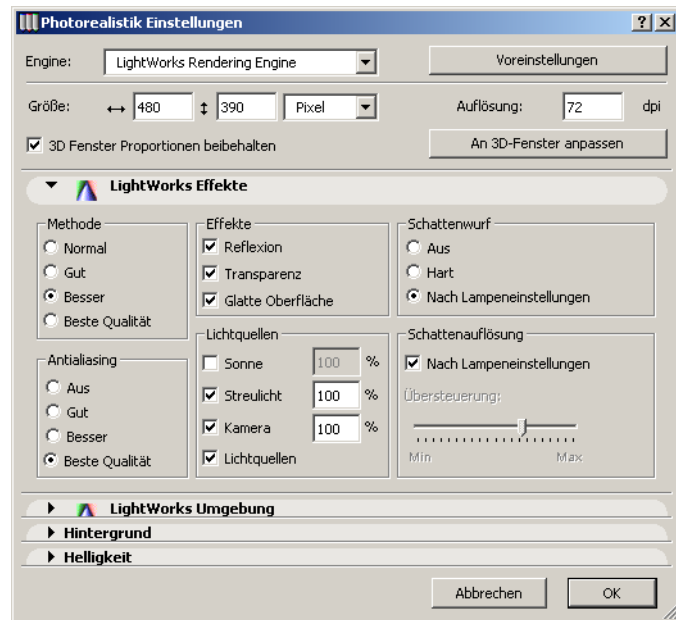 Photorealistik Einstellungen
Engine: LightWorks Rendering Engine Voreinstellungen
Größe: 480 390 Pixel Auflösung: 72 dpi
3D Fenster Proportionen beibehalten An 3D-Fenster anpassen
LightWorks Effekte
Methode
Normal
Gut
Besser
Beste Qualität
Antialiasing
Aus
Gut
Besser
Beste Qualität
Effekte
Reflexion
Transparenz
Glatte Oberfläche
Lichtquellen
Sonne 100 %
Streulicht 100 %
Kamera 100 %
Lichtquellen
Schattenwurf
Aus
Hart
Nach Lampeneinstellungen
Schattenauflösung
Nach Lampeneinstellungen
Übersteuerung:
Min Max
LightWorks Umgebung
Hintergrund
Helligkeit
Abbrechen OK